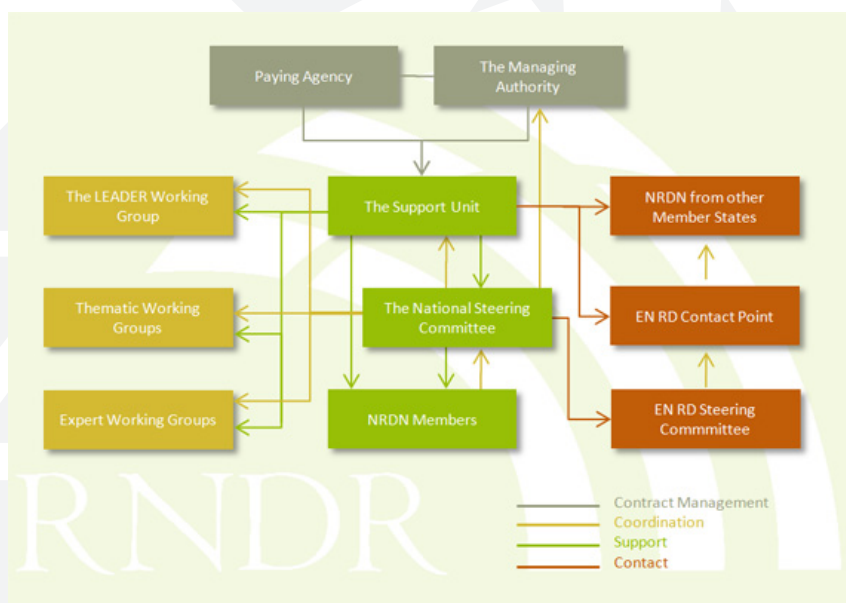 Paying Agency
The Managing
Authority
The LEADER Working
Group
The Support Unit
NRDN from other
Member States
Thematic Working
Groups
The National Steering
Committee
EN RD Contact Point
Expert Working Groups
NRDN Members
EN RD Steering
Commmittee
RNDR
Contract Management
Coordination
Support
Contact